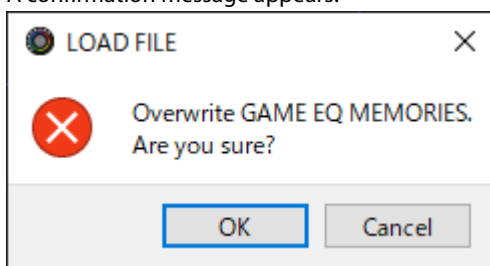 A confirmation message appears.
LOAD FILE
Overwrite GAME EQ MEMORIES.
Are you sure?
OK
Cancel